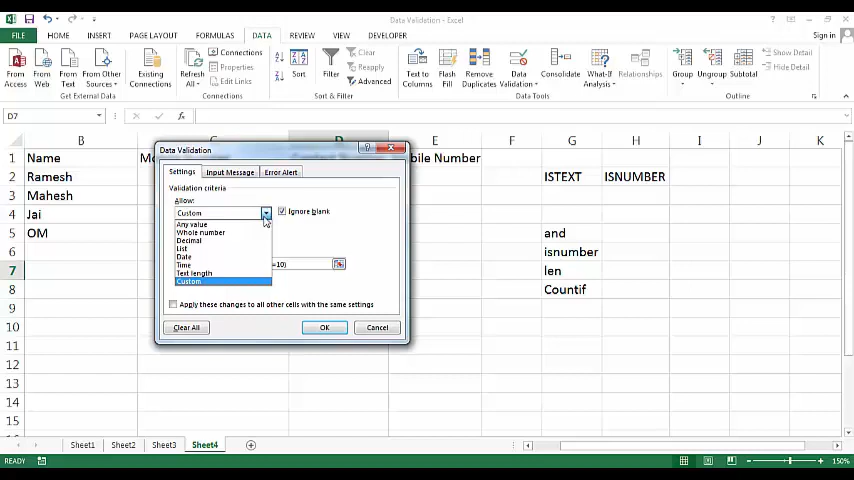 Data Validation - Excel
Sign in
FILE HOME INSERT PAGE LAYOUT FORMULAS DATA REVIEW VIEW DEVELOPER
From Access
From Web
From Text
From Other Sources
Existing Connections
Refresh All
Connections
Properties
Edit Links
Sort
Filter
Clear
Reapply
Advanced
Text to Columns
Flash Fill
Remove Duplicates
Data Validation
Consolidate
What-If Analysis
Relationships
Group
Ungroup
Subtotal
Show Detail
Hide Detail
Get External Data
Connections
Sort & Filter
Data Tools
Outline
D7
fx
B C D E F G H I J K
1 Name Mobile Number
2 Ramesh ISTEXT ISNUMBER
3 Mahesh
4 Jai
5 OM and
6 isnumber
7 len
8 Countif
9
10
11
12
13
14
15
Data Validation
Settings Input Message Error Alert
Validation criteria
Allow:
Custom
Ignore blank
Any value
Whole number
Decimal
List
Date
Time
Text length
Custom
=10)
Apply these changes to all other cells with the same settings
Clear All OK Cancel
Sheet1 Sheet2 Sheet3 Sheet4
READY
150%